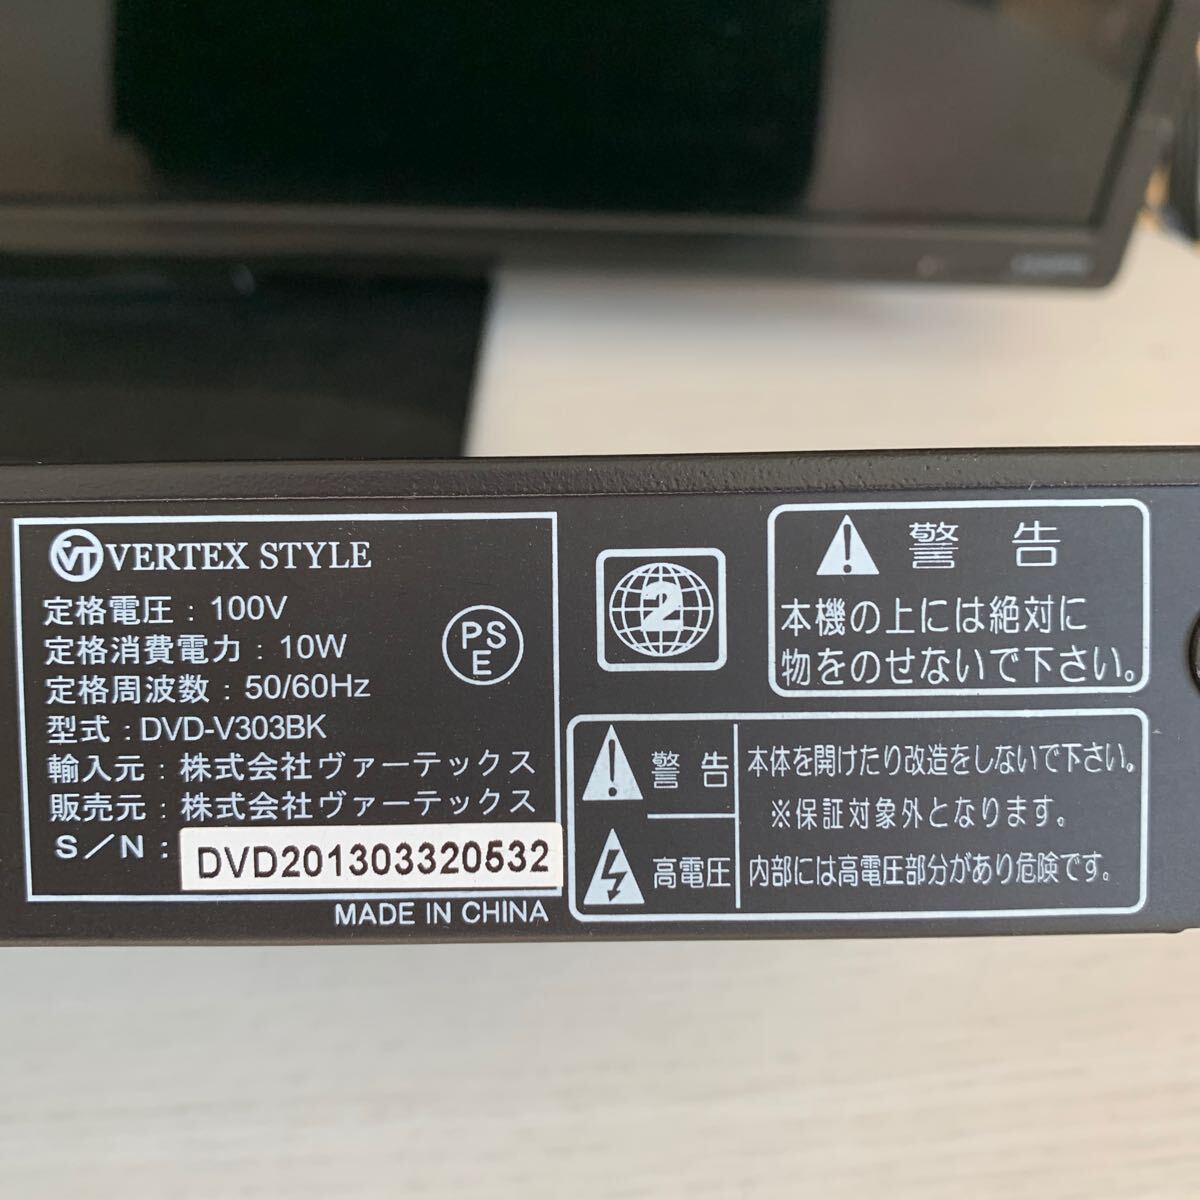 VT VERTEX STYLE
定格電圧：100V
定格消費電力：10W
定格周波数：50/60Hz
型式：DVD-V303BK
輸入元：株式会社ヴァーテックス
販売元：株式会社ヴァーテックス
S／N：DVD201303320532
PSE
MADE IN CHINA
2
警告
本機の上には絶対に
物をのせないで下さい。
警告
本体を開けたり改造をしないで下さい。
※保証対象外となります。
高電圧
内部には高電圧部分があり危険です。